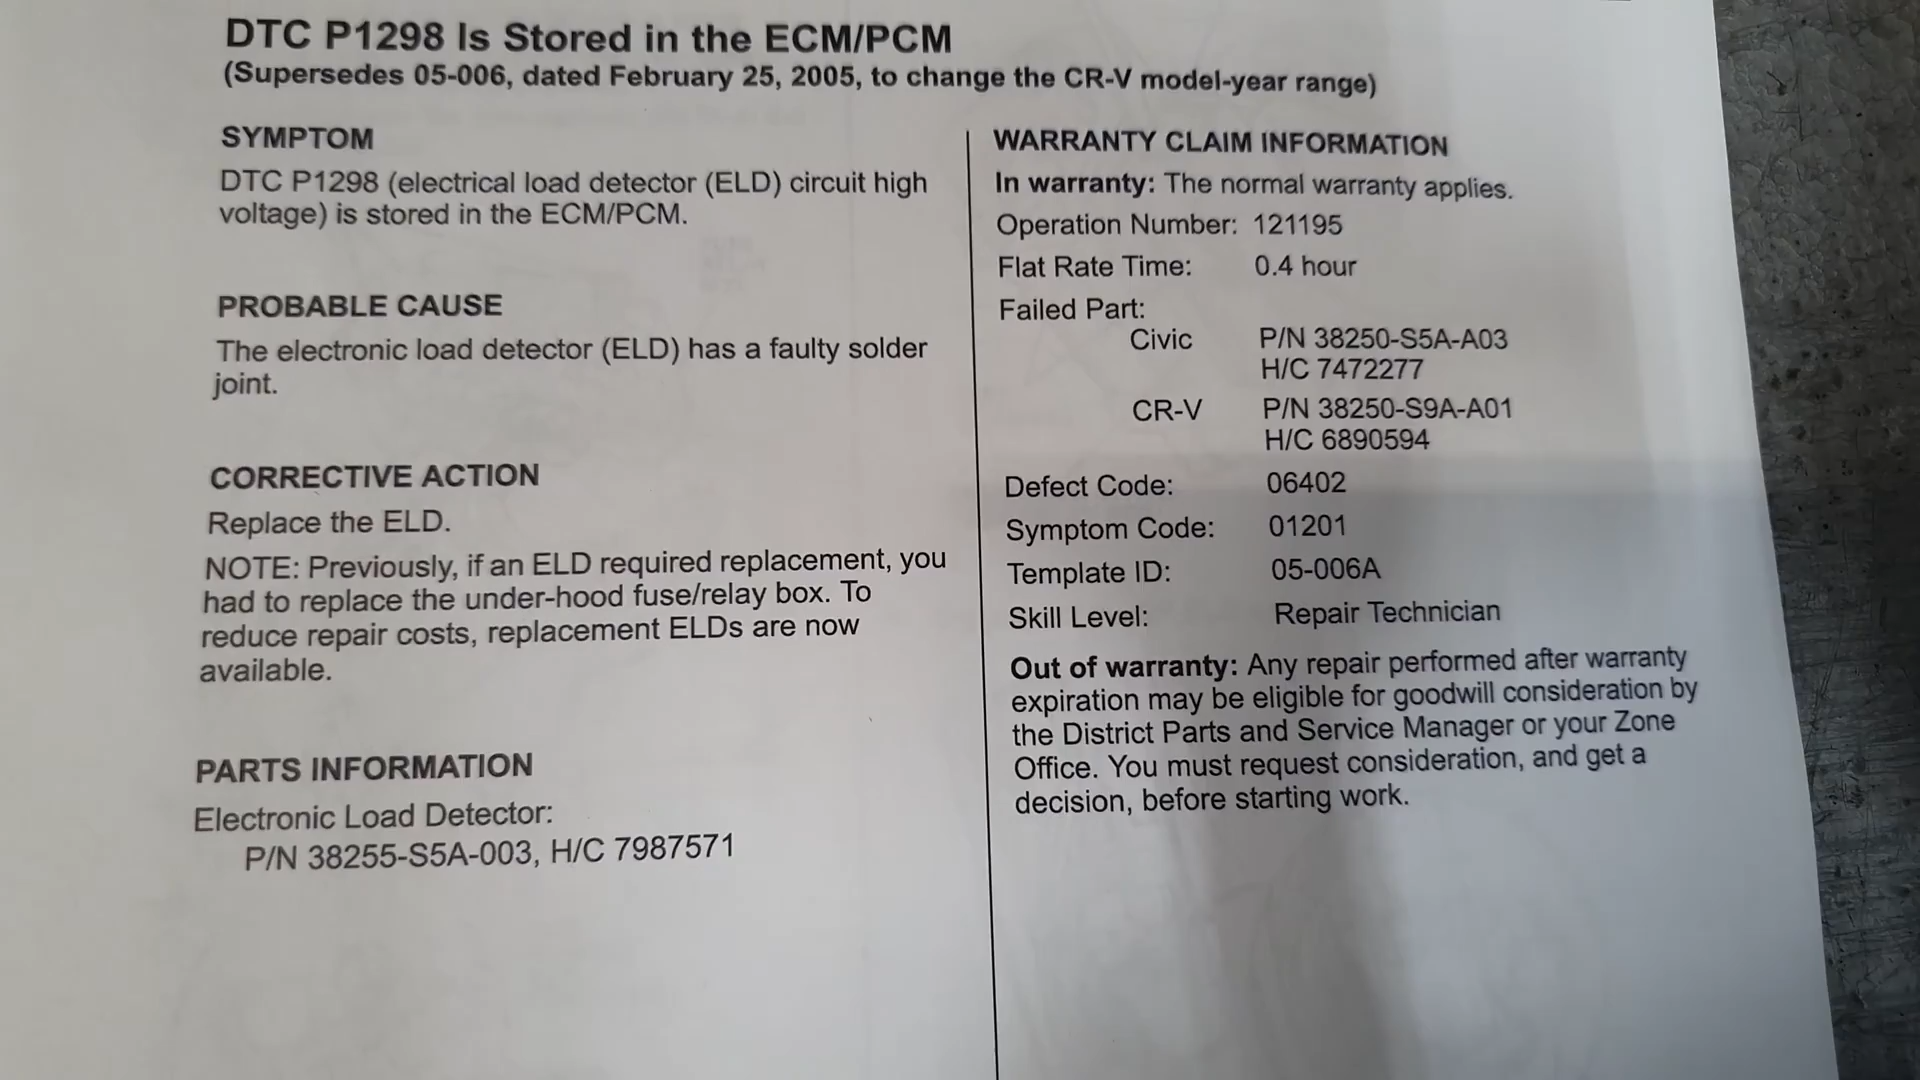 DTC P1298 Is Stored in the ECM/PCM
(Supersedes 05-006, dated February 25, 2005, to change the CR-V model-year range)
SYMPTOM
DTC P1298 (electrical load detector (ELD) circuit high
voltage) is stored in the ECM/PCM.
PROBABLE CAUSE
The electronic load detector (ELD) has a faulty solder
joint.
CORRECTIVE ACTION
Replace the ELD.
NOTE: Previously, if an ELD required replacement, you
had to replace the under-hood fuse/relay box. To
reduce repair costs, replacement ELDs are now
available.
PARTS INFORMATION
Electronic Load Detector:
P/N 38255-S5A-003, H/C 7987571
WARRANTY CLAIM INFORMATION
In warranty: The normal warranty applies.
Operation Number: 121195
Flat Rate Time: 0.4 hour
Failed Part:
Civic P/N 38250-S5A-A03
H/C 7472277
CR-V P/N 38250-S9A-A01
H/C 6890594
Defect Code: 06402
Symptom Code: 01201
Template ID: 05-006A
Skill Level: Repair Technician
Out of warranty: Any repair performed after warranty
expiration may be eligible for goodwill consideration by
the District Parts and Service Manager or your Zone
Office. You must request consideration, and get a
decision, before starting work.